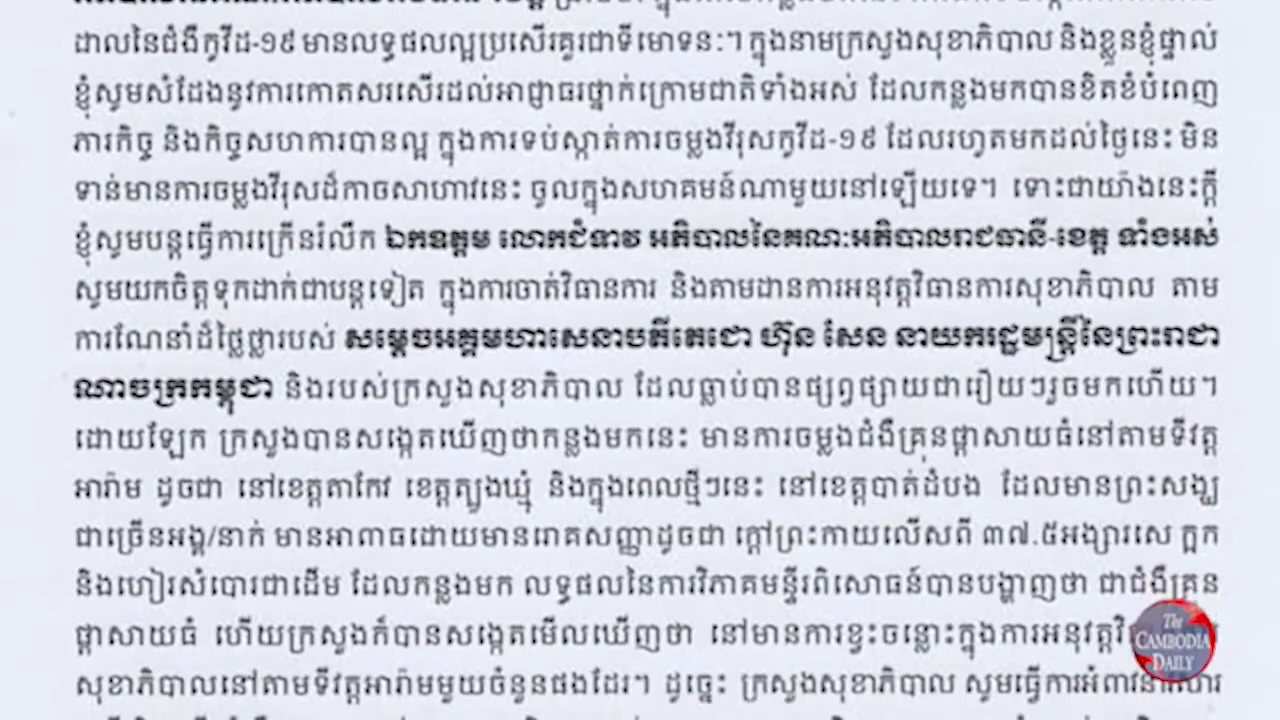 ដាលនៃជំងឺកូវីដ-១៩ មានលទ្ធផលល្អប្រសើរគួរជាទីមោទនៈ។ ក្នុងនាមក្រសួងសុខាភិបាល និងខ្លួនខ្ញុំផ្ទាល់
ខ្ញុំសូមសំដែងនូវការកោតសរសើរដល់អាជ្ញាធរថ្នាក់ក្រោមជាតិទាំងអស់ ដែលកន្លងមកបានខិតខំបំពេញ
ភារកិច្ច និងកិច្ចសហការបានល្អ ក្នុងការទប់ស្កាត់ការចម្លងវីរុសកូវីដ-១៩ ដែលរហូតមកដល់ថ្ងៃនេះ មិន
ទាន់មានការចម្លងវីរុសដ៏កាចសាហាវនេះ ចូលក្នុងសហគមន៍ណាមួយនៅឡើយទេ។ ទោះជាយ៉ាងនេះក្តី
ខ្ញុំសូមបន្តធ្វើការក្រើនរំលឹក ឯកឧត្តម លោកជំទាវ អភិបាលនៃគណៈអភិបាលរាជធានី-ខេត្ត ទាំងអស់
សូមយកចិត្តទុកដាក់ជាបន្តទៀត ក្នុងការចាត់វិធានការ និងតាមដានការអនុវត្តវិធានការសុខាភិបាល តាម
ការណែនាំដ៏ថ្លៃថ្លារបស់ សម្តេចអគ្គមហាសេនាបតីតេជោ ហ៊ុន សែន នាយករដ្ឋមន្ត្រីនៃព្រះរាជា
ណាចក្រកម្ពុជា និងរបស់ក្រសួងសុខាភិបាល ដែលធ្លាប់បានផ្សព្វផ្សាយជារឿយៗរួចមកហើយ។
ដោយឡែក ក្រសួងបានសង្កេតឃើញថាកន្លងមកនេះ មានការចម្លងជំងឺគ្រុនផ្តាសាយធំនៅតាមទីវត្ត
អារ៉ាម ដូចជា នៅខេត្តតាកែវ ខេត្តត្បូងឃ្មុំ និងក្នុងពេលថ្មីៗនេះ នៅខេត្តបាត់ដំបង ដែលមានព្រះសង្ឃ
ជាច្រើនអង្គ/នាក់ មានអាពាធដោយមានរោគសញ្ញាដូចជា ក្តៅព្រះកាយលើសពី ៣៧.៥អង្សារសេ ក្អក
និងហៀរសំបោរជាដើម ដែលកន្លងមក លទ្ធផលនៃការវិភាគមន្ទីរពិសោធន៍បានបង្ហាញថា ជាជំងឺគ្រុន
ផ្តាសាយធំ ហើយក្រសួងក៏បានសង្កេតមើលឃើញថា នៅមានការខ្វះចន្លោះក្នុងការអនុវត្ត
សុខាភិបាលនៅតាមទីវត្តអារ៉ាមមួយចំនួនផងដែរ។ ដូច្នេះ ក្រសួងសុខាភិបាល សូមធ្វើការអំពាវនាវ
The
CAMBODIA
DAILY